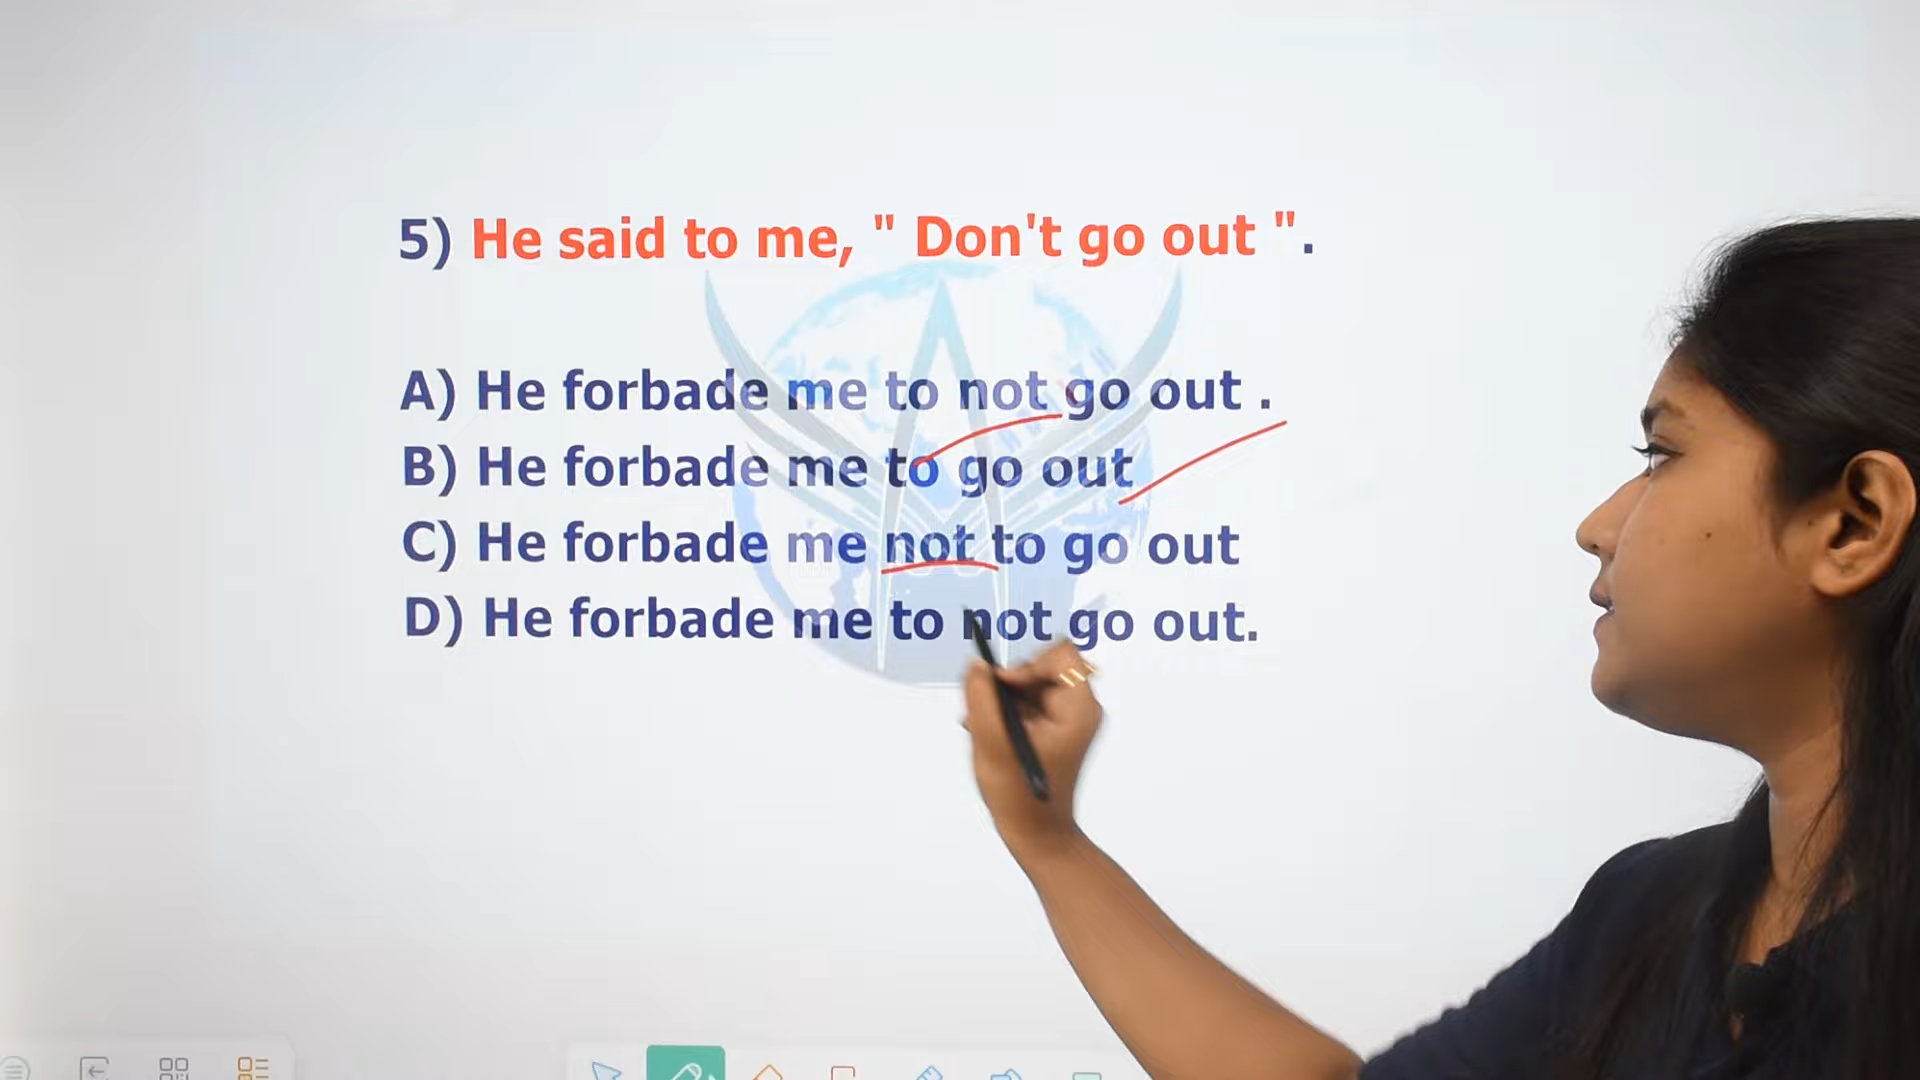 5) He said to me, " Don't go out ".
A) He forbade me to not go out .
B) He forbade me to go out
C) He forbade me not to go out
D) He forbade me to not go out.